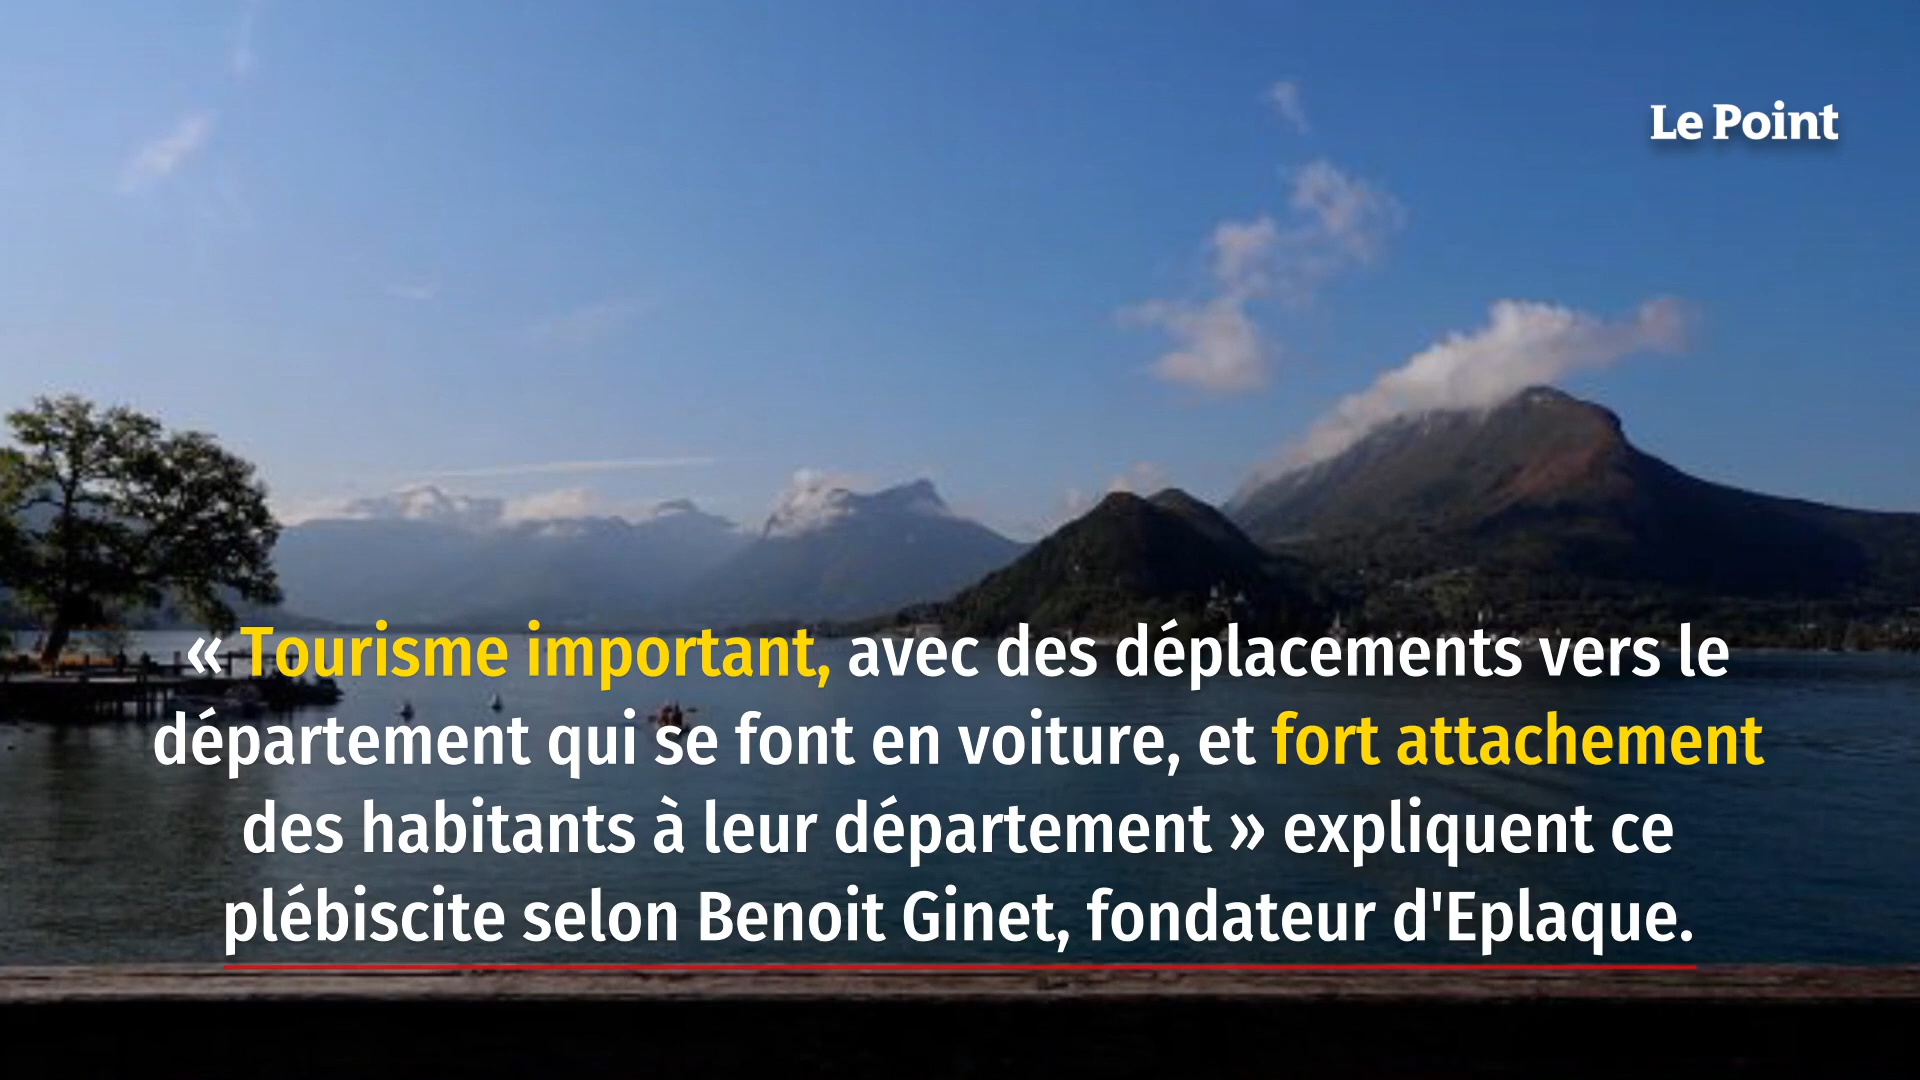 Le Point
« Tourisme important, avec des déplacements vers le
département qui se font en voiture, et fort attachement
des habitants à leur département » expliquent ce
plébiscite selon Benoit Ginet, fondateur d'Eplaque.